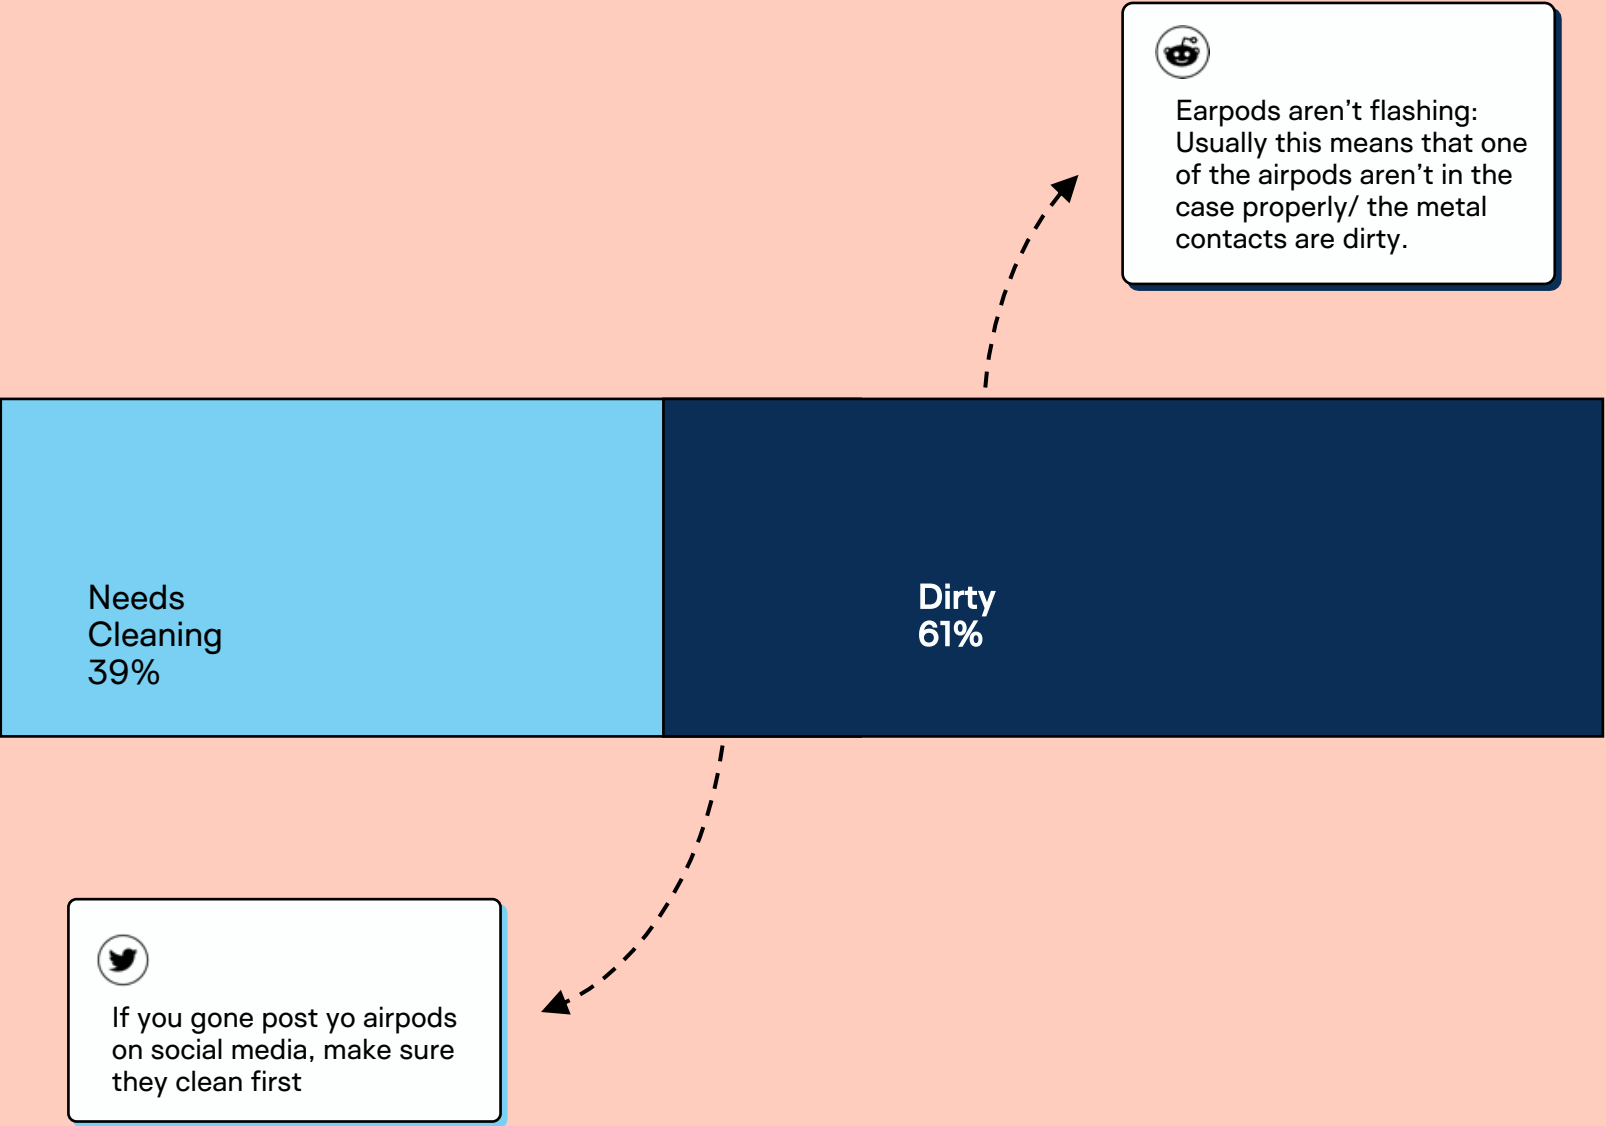 Earpods aren’t flashing:
Usually this means that one
of the airpods aren’t in the
case properly/ the metal
contacts are dirty.
Needs
Cleaning
39%
Dirty
61%
If you gone post yo airpods
on social media, make sure
they clean first